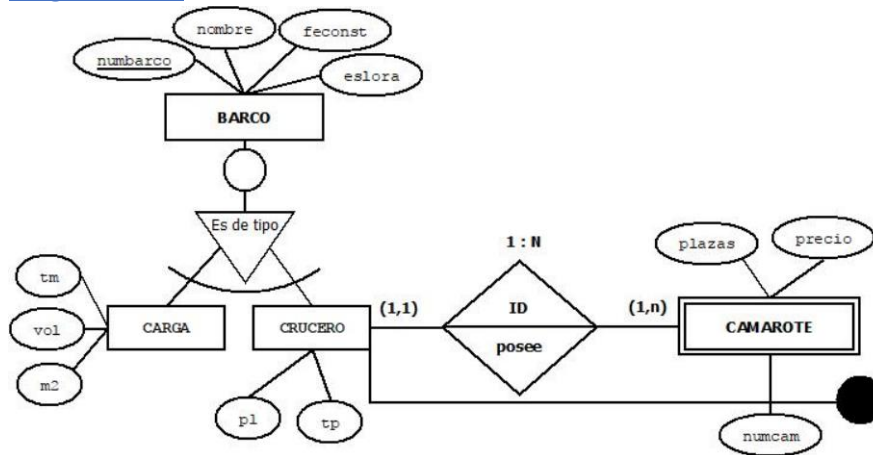 nombre
feconst
numbarco
eslora
BARCO
Es de tipo
1:N
plazas
precio
tm
vol
m2
CARGA
CRUCERO
(1,1)
ID
posee
(1,n)
CAMAROTE
pl
tp
numcam